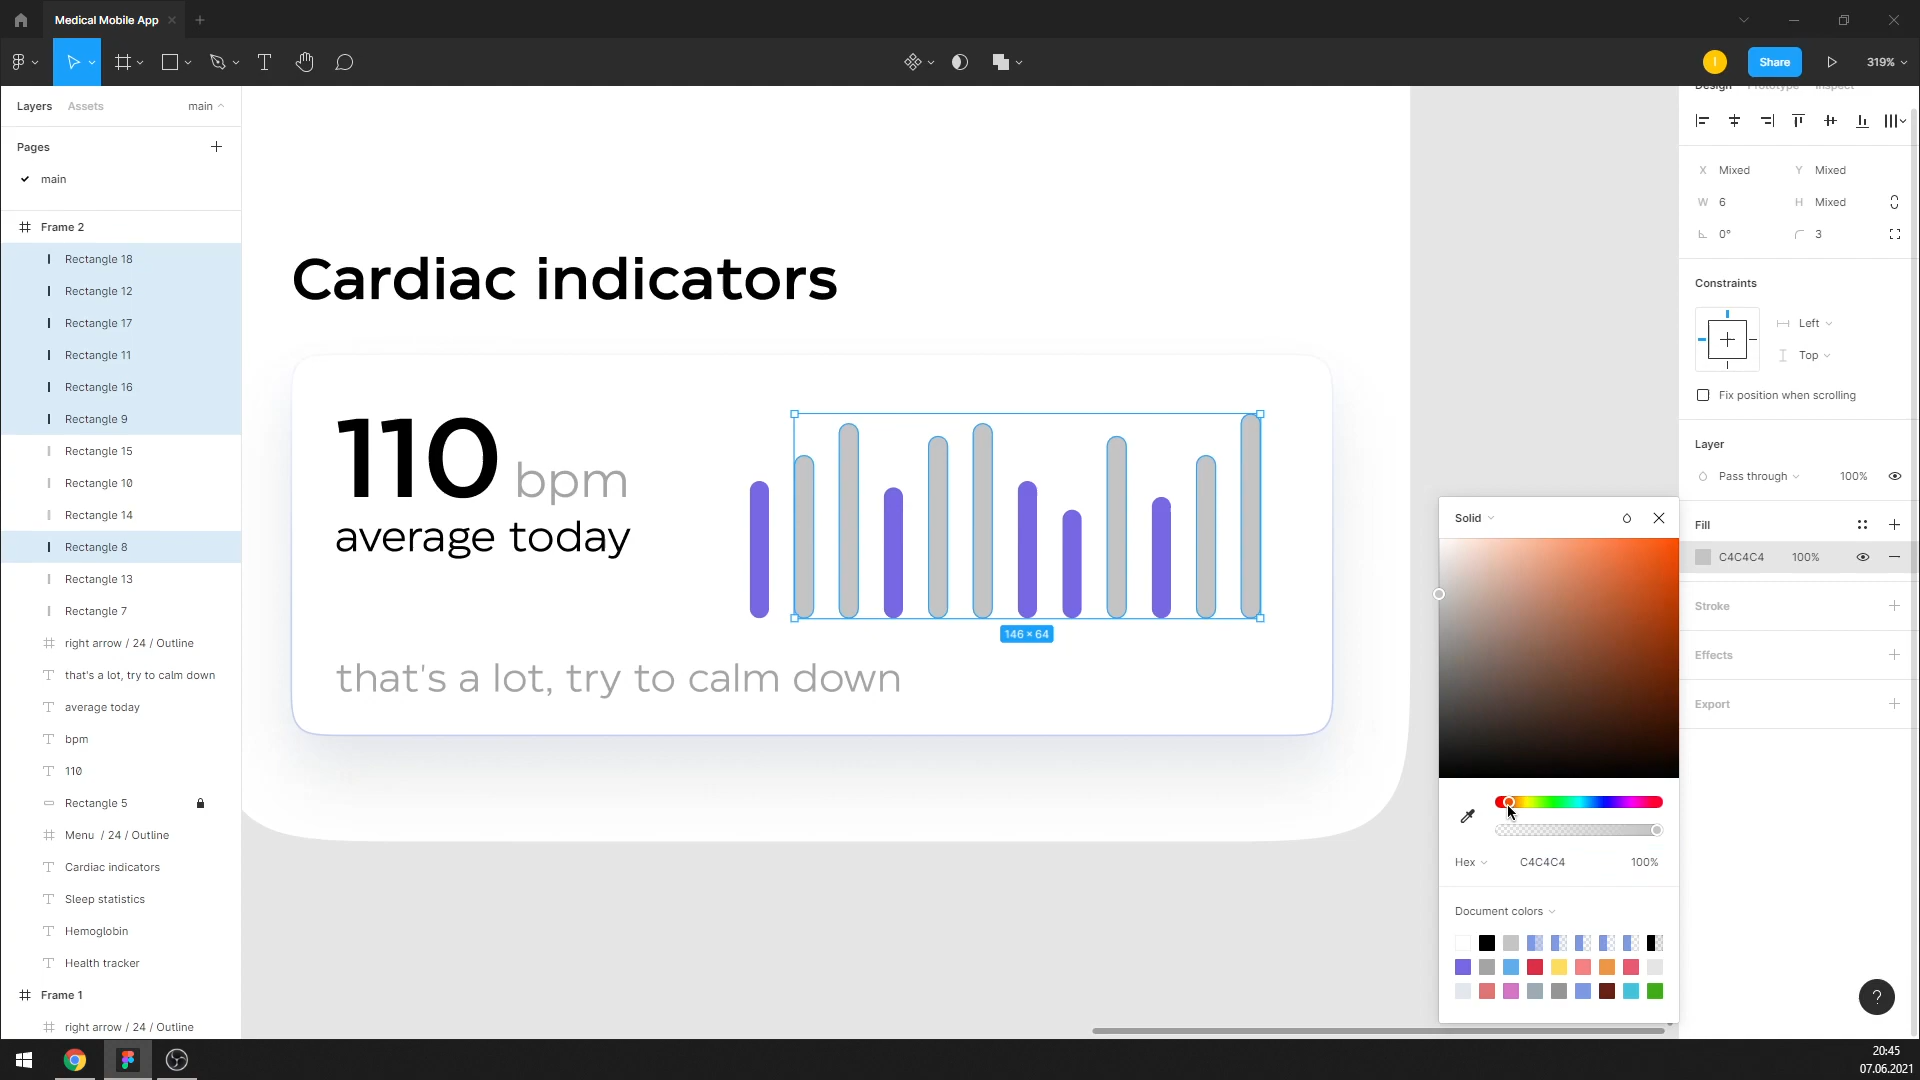 Medical Mobile App
Share
319%
Layers
Assets
main
Pages
main
Frame 2
Rectangle 18
Rectangle 12
Rectangle 17
Rectangle 11
Rectangle 16
Rectangle 9
Rectangle 15
Rectangle 10
Rectangle 14
Rectangle 8
Rectangle 13
Rectangle 7
right arrow / 24 / Outline
that's a lot, try to calm down
average today
bpm
110
Rectangle 5
Menu / 24 / Outline
Cardiac indicators
Sleep statistics
Hemoglobin
Health tracker
Frame 1
right arrow / 24 / Outline
Cardiac indicators
110 bpm
average today
146 × 64
that's a lot, try to calm down
Solid
Hex C4C4C4 100%
Document colors
Design Prototype Inspect
X Mixed Y Mixed
W 6 H Mixed
0° 3
Constraints
Left
Top
Fix position when scrolling
Layer
Pass through 100%
Fill
C4C4C4 100%
Stroke
Effects
Export
?
20:45
07.06.2021